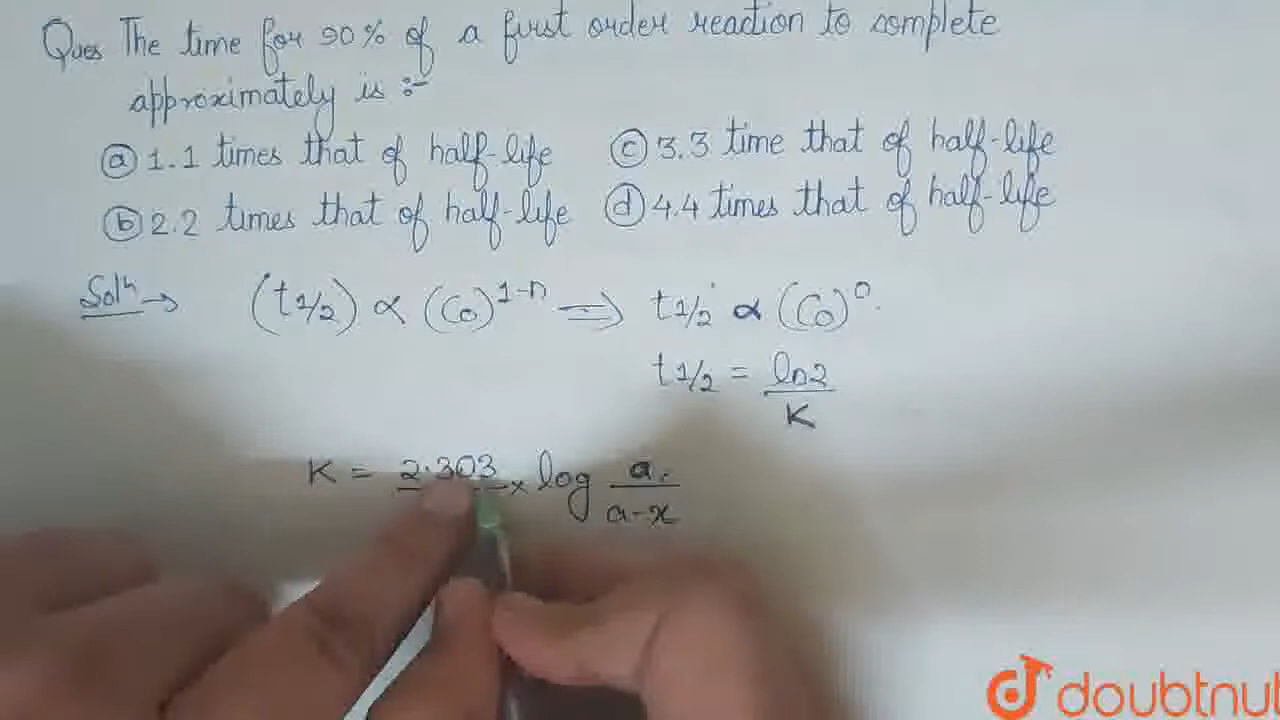 Ques The time for 90% of a first order reaction to complete
approximately is :-
(a) 1.1 times that of half-life (c) 3.3 time that of half-life
(b) 2.2 times that of half-life (d) 4.4 times that of half-life
Solⁿ → (t1/2) ∝ (C₀)^1-n ⟹ t1/2 ∝ (C₀)^0.
t1/2 = ln2/K
K = 2.303 × log a/a-x
doubtnut